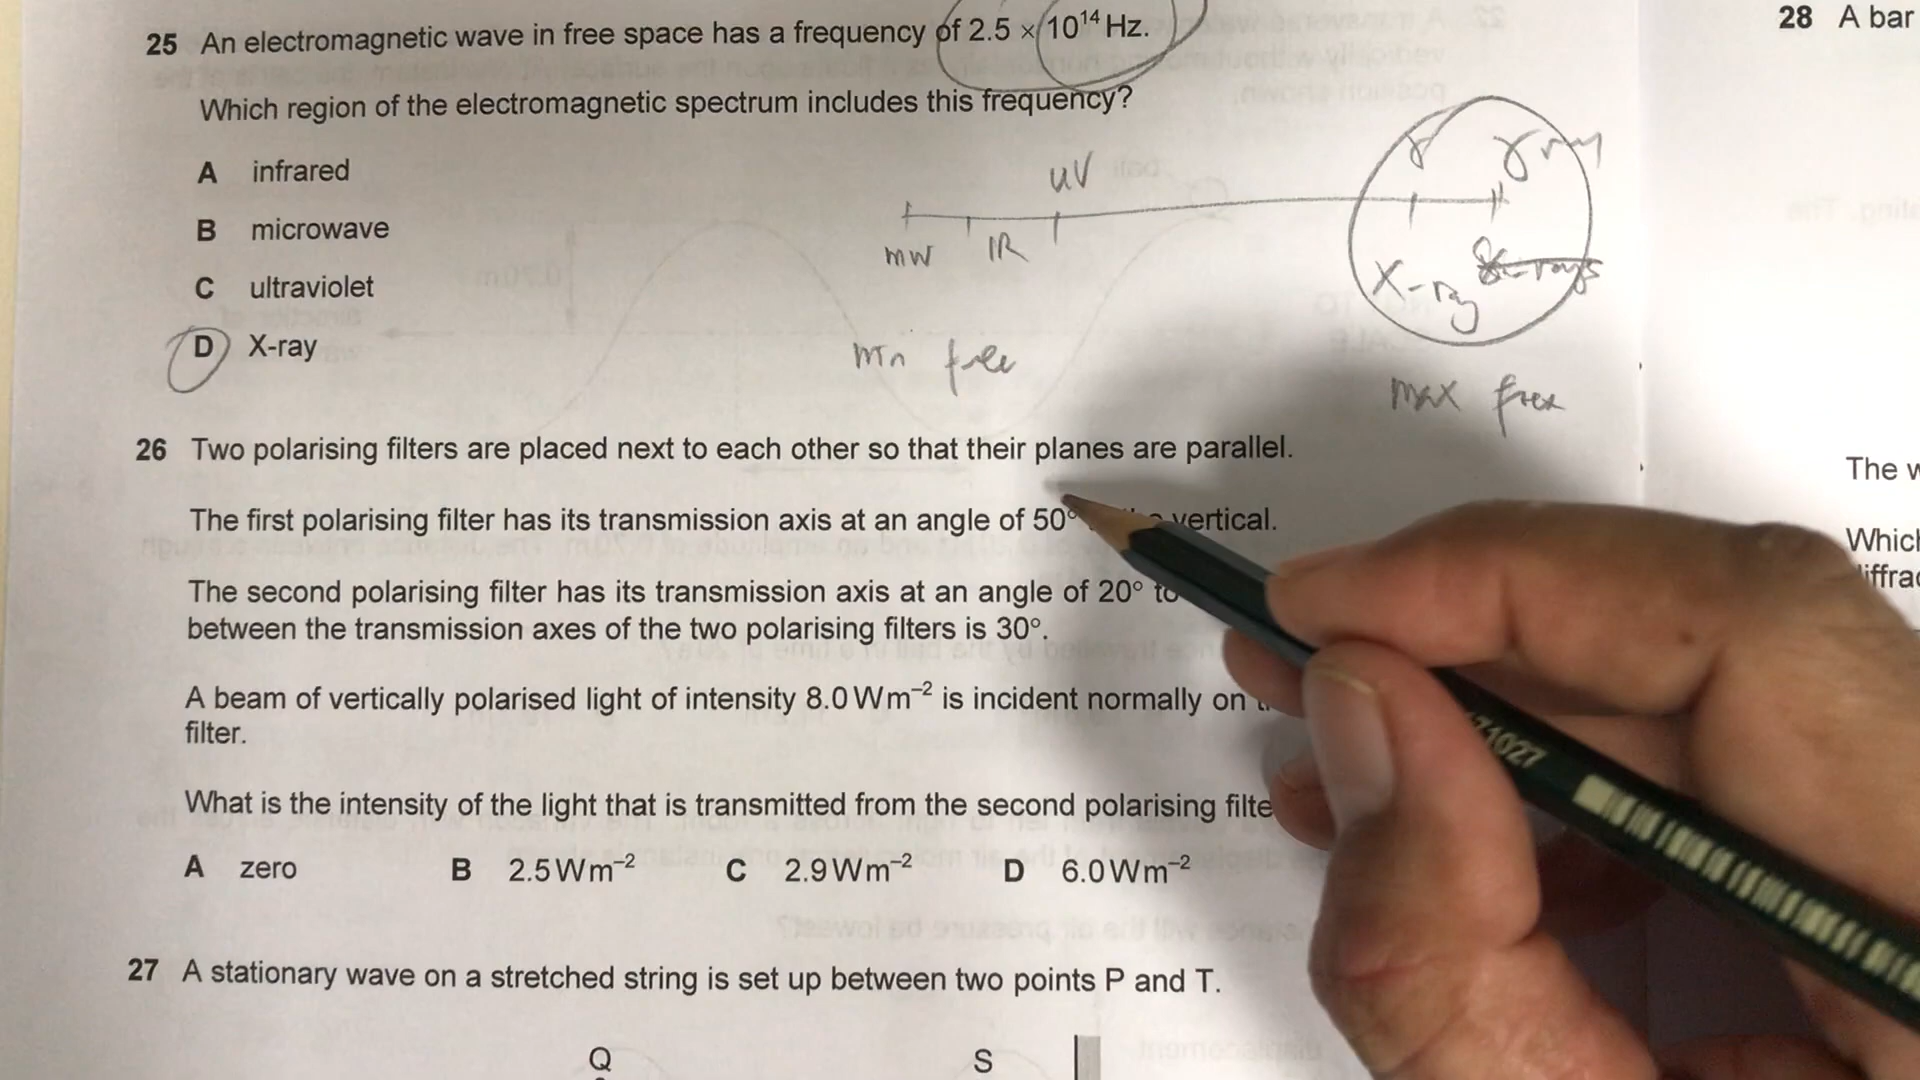 25 An electromagnetic wave in free space has a frequency of 2.5 × 10¹⁴ Hz.
Which region of the electromagnetic spectrum includes this frequency?
A infrared
B microwave
C ultraviolet
D X-ray
UV
γ ray
MW
IR
X-ray
min fre
max fre
26 Two polarising filters are placed next to each other so that their planes are parallel.
The first polarising filter has its transmission axis at an angle of 50° vertical.
The second polarising filter has its transmission axis at an angle of 20° to
between the transmission axes of the two polarising filters is 30°.
A beam of vertically polarised light of intensity 8.0 W m⁻² is incident normally on
filter.
What is the intensity of the light that is transmitted from the second polarising filte
A zero B 2.5 W m⁻² C 2.9 W m⁻² D 6.0 W m⁻²
27 A stationary wave on a stretched string is set up between two points P and T.
Q S
28 A bar
The w
Which
diffrac
671027